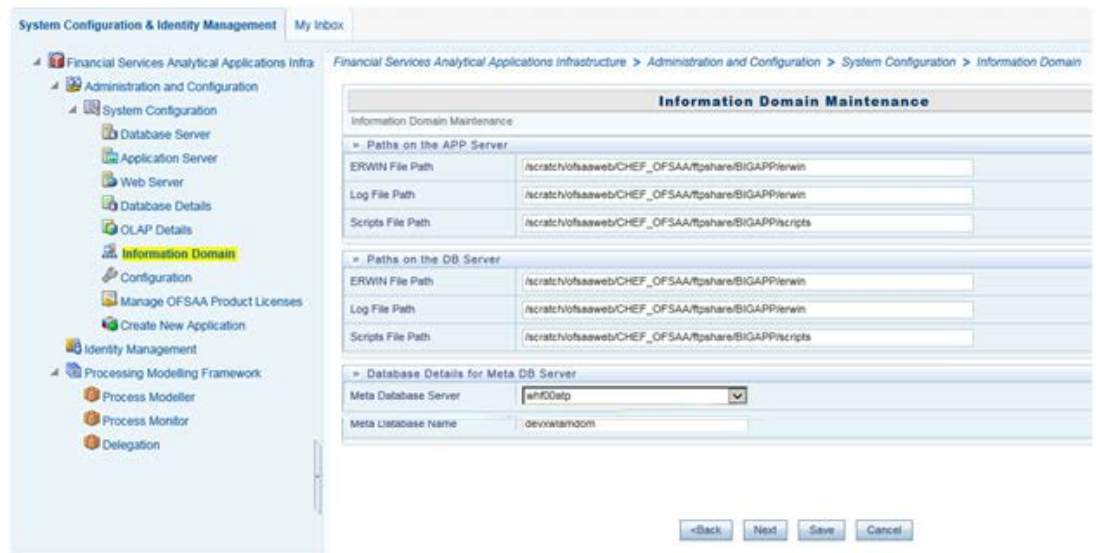 System Configuration & Identity Management
My Inbox
Financial Services Analytical Applications Infra
Administration and Configuration
System Configuration
Database Server
Application Server
Web Server
Database Details
OLAP Details
Information Domain
Configuration
Manage OFSAA Product Licenses
Create New Application
Identity Management
Processing Modelling Framework
Process Modeller
Process Monitor
Delegation
Financial Services Analytical Applications Infrastructure > Administration and Configuration > System Configuration > Information Domain
Information Domain Maintenance
Information Domain Maintenance
» Paths on the APP Server
ERWIN File Path /scratch/ofsaaweb/CHEF_OFSAA/ftpshare/BIGAPP/erwin
Log File Path /scratch/ofsaaweb/CHEF_OFSAA/ftpshare/BIGAPP/erwin
Scripts File Path /scratch/ofsaaweb/CHEF_OFSAA/ftpshare/BIGAPP/scripts
» Paths on the DB Server
ERWIN File Path /scratch/ofsaaweb/CHEF_OFSAA/ftpshare/BIGAPP/erwin
Log File Path /scratch/ofsaaweb/CHEF_OFSAA/ftpshare/BIGAPP/erwin
Scripts File Path /scratch/ofsaaweb/CHEF_OFSAA/ftpshare/BIGAPP/scripts
» Database Details for Meta DB Server
Meta Database Server whf00atp
Meta Database Name
<Back Next Save Cancel